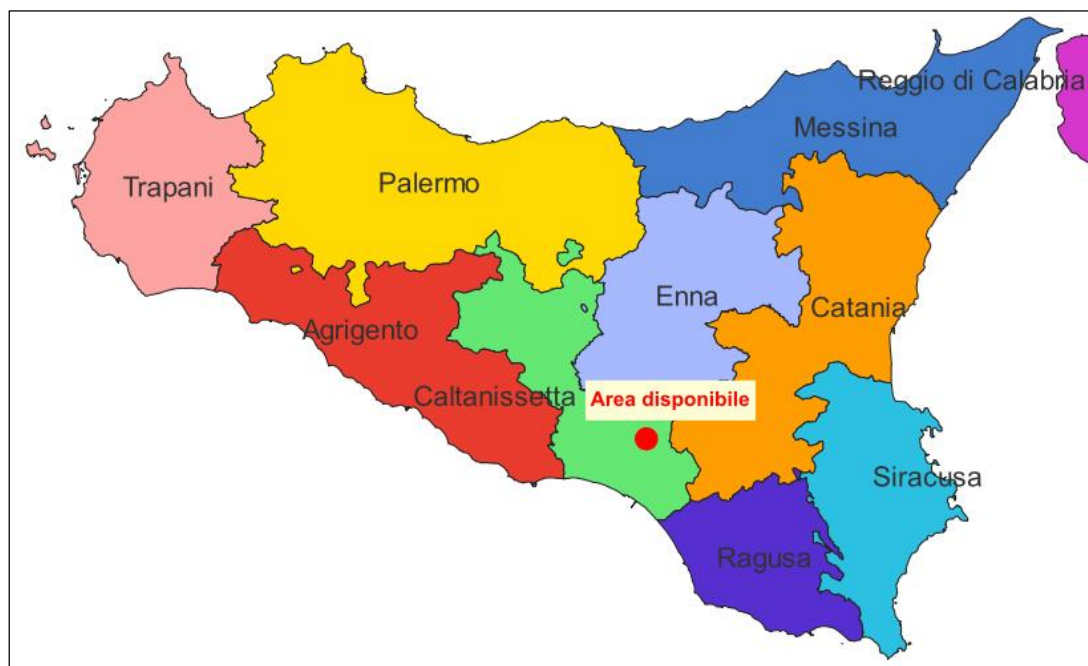 Reggio di Calabria
Messina
Trapani
Palermo
Enna
Catania
Agrigento
Caltanissetta
Area disponibile
Siracusa
Ragusa